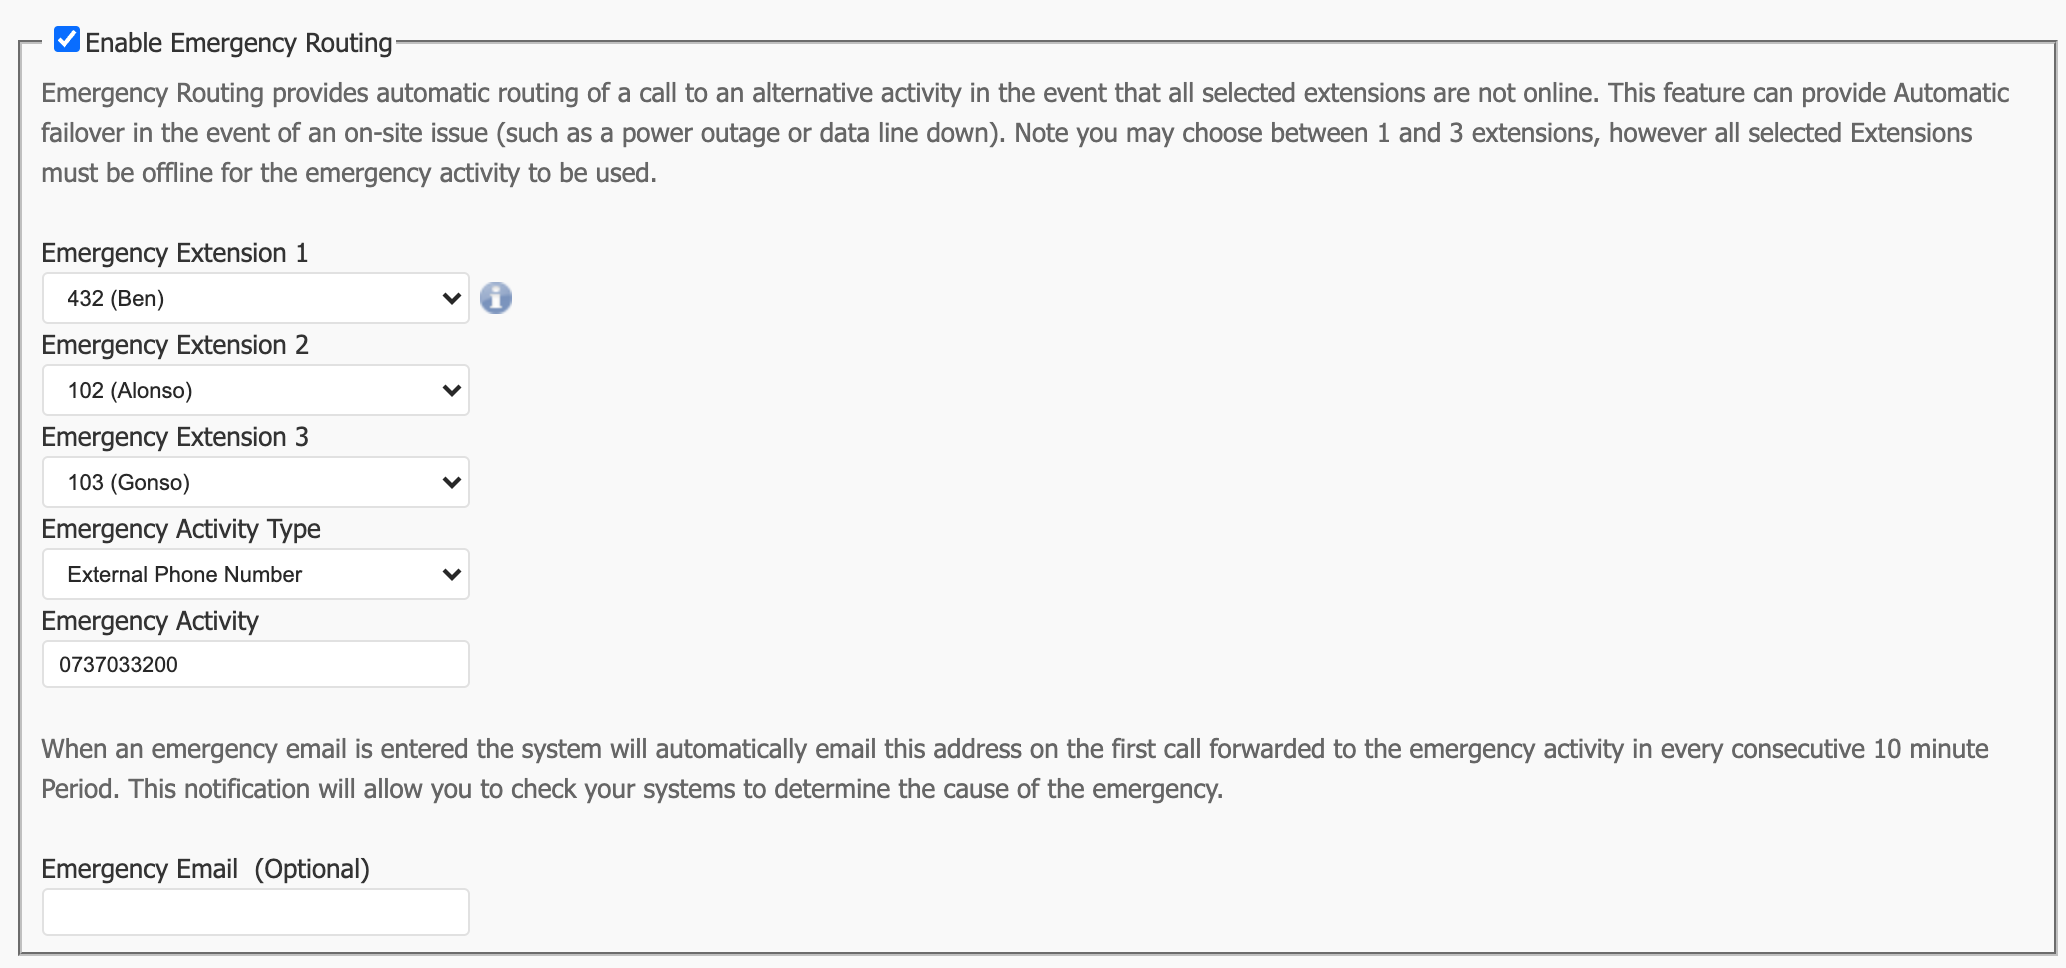 Enable Emergency Routing
Emergency Routing provides automatic routing of a call to an alternative activity in the event that all selected extensions are not online. This feature can provide Automatic
failover in the event of an on-site issue (such as a power outage or data line down). Note you may choose between 1 and 3 extensions, however all selected Extensions
must be offline for the emergency activity to be used.
Emergency Extension 1
432 (Ben)
Emergency Extension 2
102 (Alonso)
Emergency Extension 3
103 (Gonso)
Emergency Activity Type
External Phone Number
Emergency Activity
0737033200
When an emergency email is entered the system will automatically email this address on the first call forwarded to the emergency activity in every consecutive 10 minute
Period. This notification will allow you to check your systems to determine the cause of the emergency.
Emergency Email (Optional)